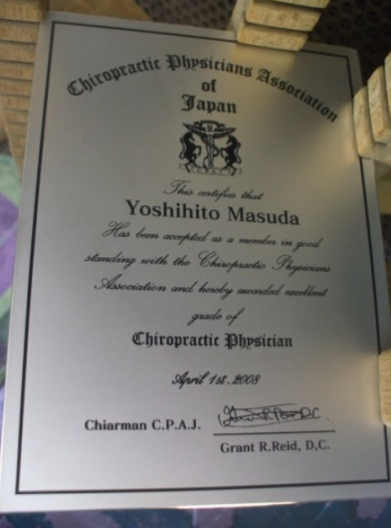 Chiropractic Physicians Association
of
Japan
C.P.A.J.
This certifies that
Yoshihito Masuda
Has been accepted as a member in good
standing with the Chiropractic Physicians
Association and hereby awarded excellent
grade of
Chiropractic Physician
April 1st. 2008
Chiarman C.P.A.J.
Grant R.Reid, D,C.